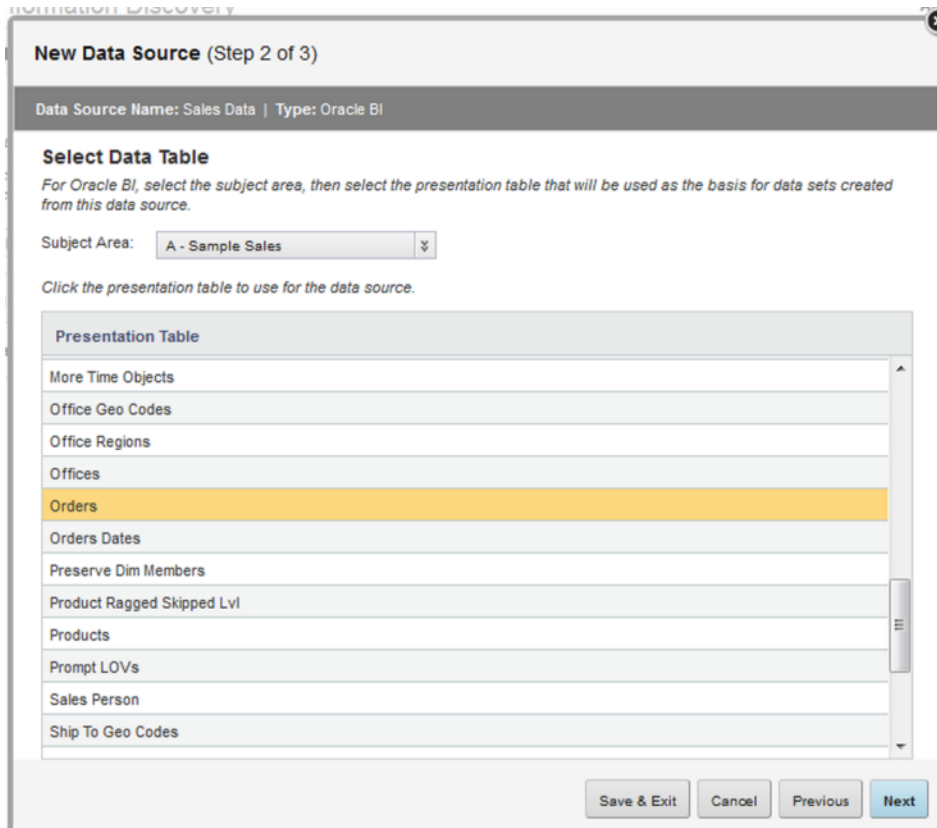 formation Discovery
New Data Source (Step 2 of 3)
Data Source Name: Sales Data | Type: Oracle BI
Select Data Table
For Oracle BI, select the subject area, then select the presentation table that will be used as the basis for data sets created
from this data source.
Subject Area: A - Sample Sales
Click the presentation table to use for the data source.
Presentation Table
More Time Objects
Office Geo Codes
Office Regions
Offices
Orders
Orders Dates
Preserve Dim Members
Product Ragged Skipped Lvl
Products
Prompt LOVs
Sales Person
Ship To Geo Codes
Save & Exit Cancel Previous Next